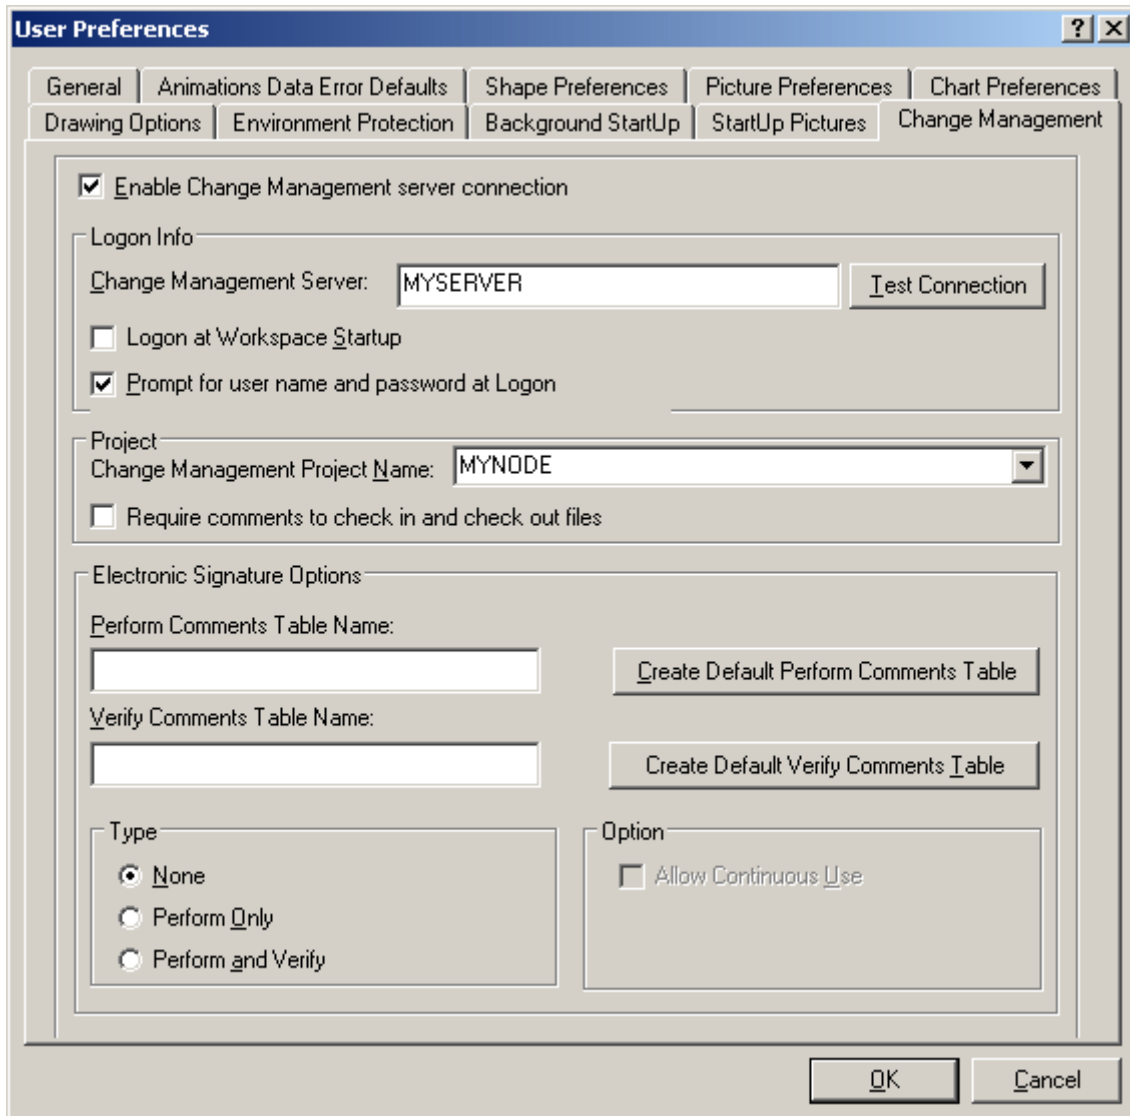 User Preferences
General Animations Data Error Defaults Shape Preferences Picture Preferences Chart Preferences
Drawing Options Environment Protection Background StartUp StartUp Pictures Change Management
Enable Change Management server connection
Logon Info
Change Management Server: MYSERVER Test Connection
Logon at Workspace Startup
Prompt for user name and password at Logon
Project
Change Management Project Name: MYNODE
Require comments to check in and check out files
Electronic Signature Options
Perform Comments Table Name:
Create Default Perform Comments Table
Verify Comments Table Name:
Create Default Verify Comments Table
Type Option
None Allow Continuous Use
Perform Only
Perform and Verify
OK Cancel